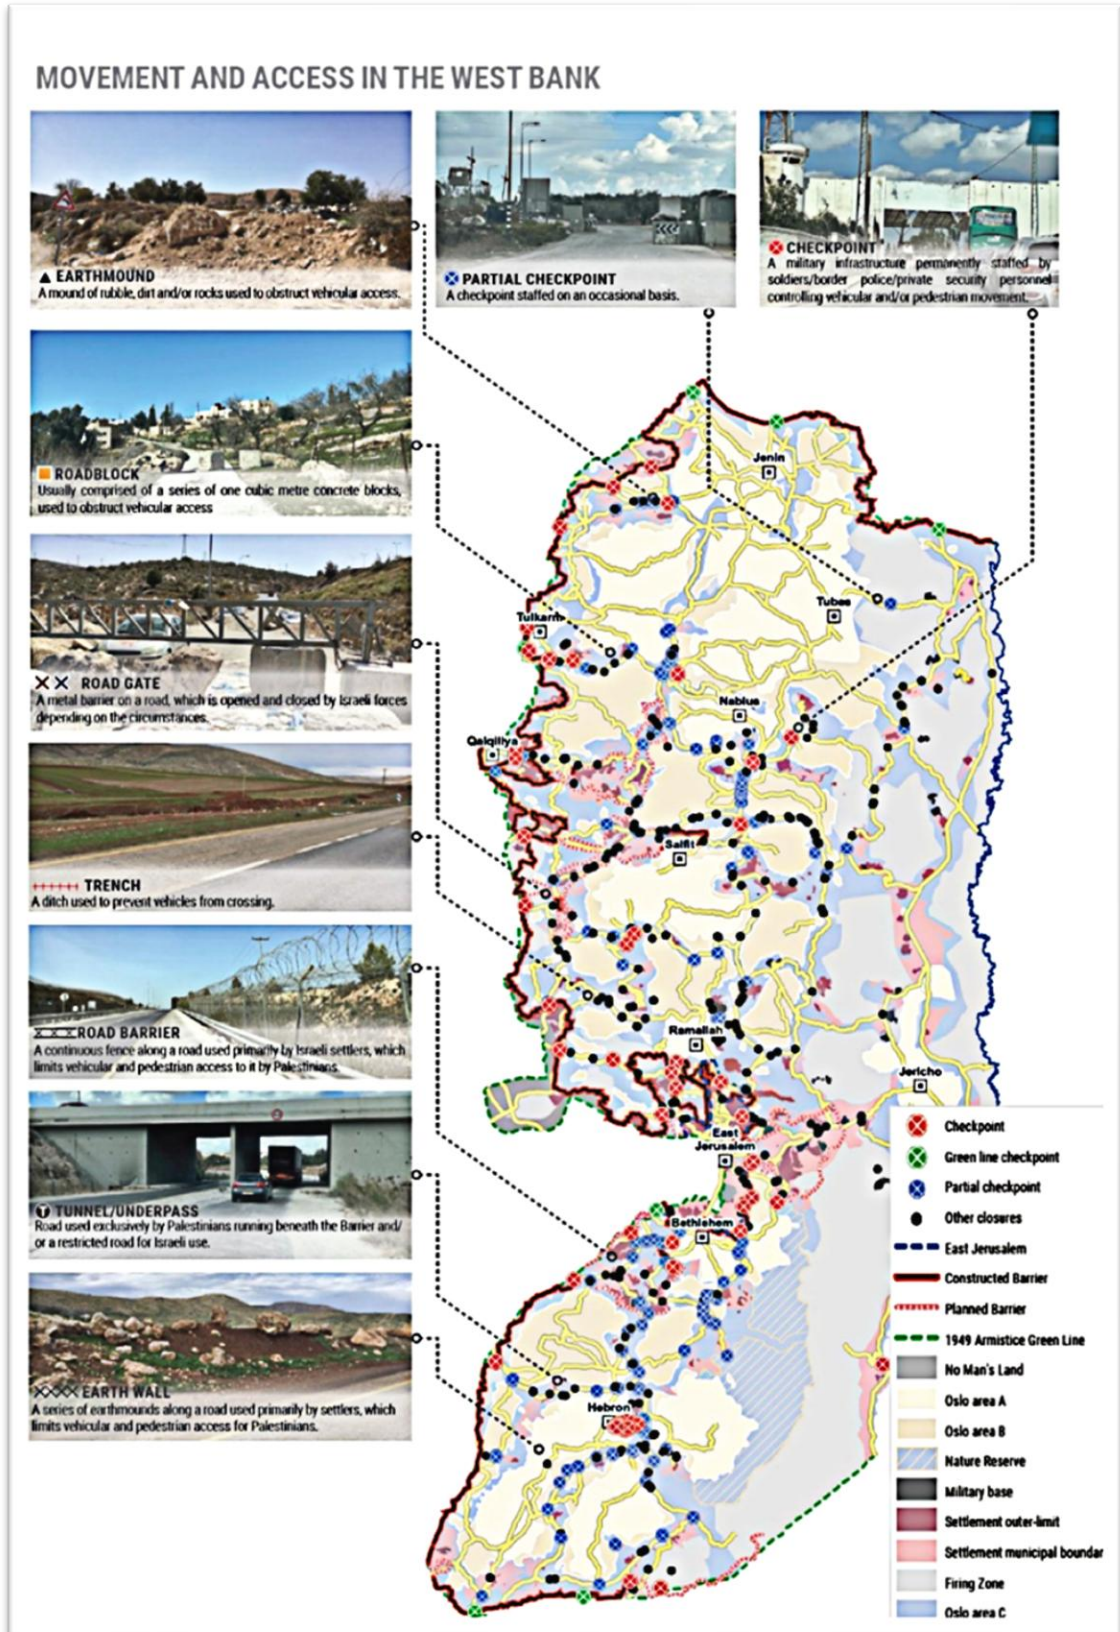 MOVEMENT AND ACCESS IN THE WEST BANK
EARTHMOUND
A mound of rubble, dirt and/or rocks used to obstruct vehicular access.
PARTIAL CHECKPOINT
A checkpoint staffed on an occasional basis.
CHECKPOINT
A military infrastructure permanently staffed by
soldiers/border police/private security personnel
controlling vehicular and/or pedestrian movement.
ROADBLOCK
Usually comprised of a series of one cubic metre concrete blocks,
used to obstruct vehicular access
ROAD GATE
A metal barrier on a road, which is opened and closed by Israeli forces
depending on the circumstances.
TRENCH
A ditch used to prevent vehicles from crossing.
ROAD BARRIER
A continuous fence along a road used primarily by Israeli settlers, which
limits vehicular and pedestrian access to it by Palestinians.
TUNNEL/UNDERPASS
Road used exclusively by Palestinians running beneath the Barrier and/
or a restricted road for Israeli use.
EARTH WALL
A series of earthmounds along a road used primarily by settlers, which
limits vehicular and pedestrian access for Palestinians.
Jenin
Tubas
Tulkarm
Nablus
Qalqiliya
Salfit
Ramallah
Jericho
East
Jerusalem
Bethlehem
Hebron
Checkpoint
Green line checkpoint
Partial checkpoint
Other closures
East Jerusalem
Constructed Barrier
Planned Barrier
1949 Armistice Green Line
No Man's Land
Oslo area A
Oslo area B
Nature Reserve
Military base
Settlement outer-limit
Settlement municipal boundar
Firing Zone
Oslo area C